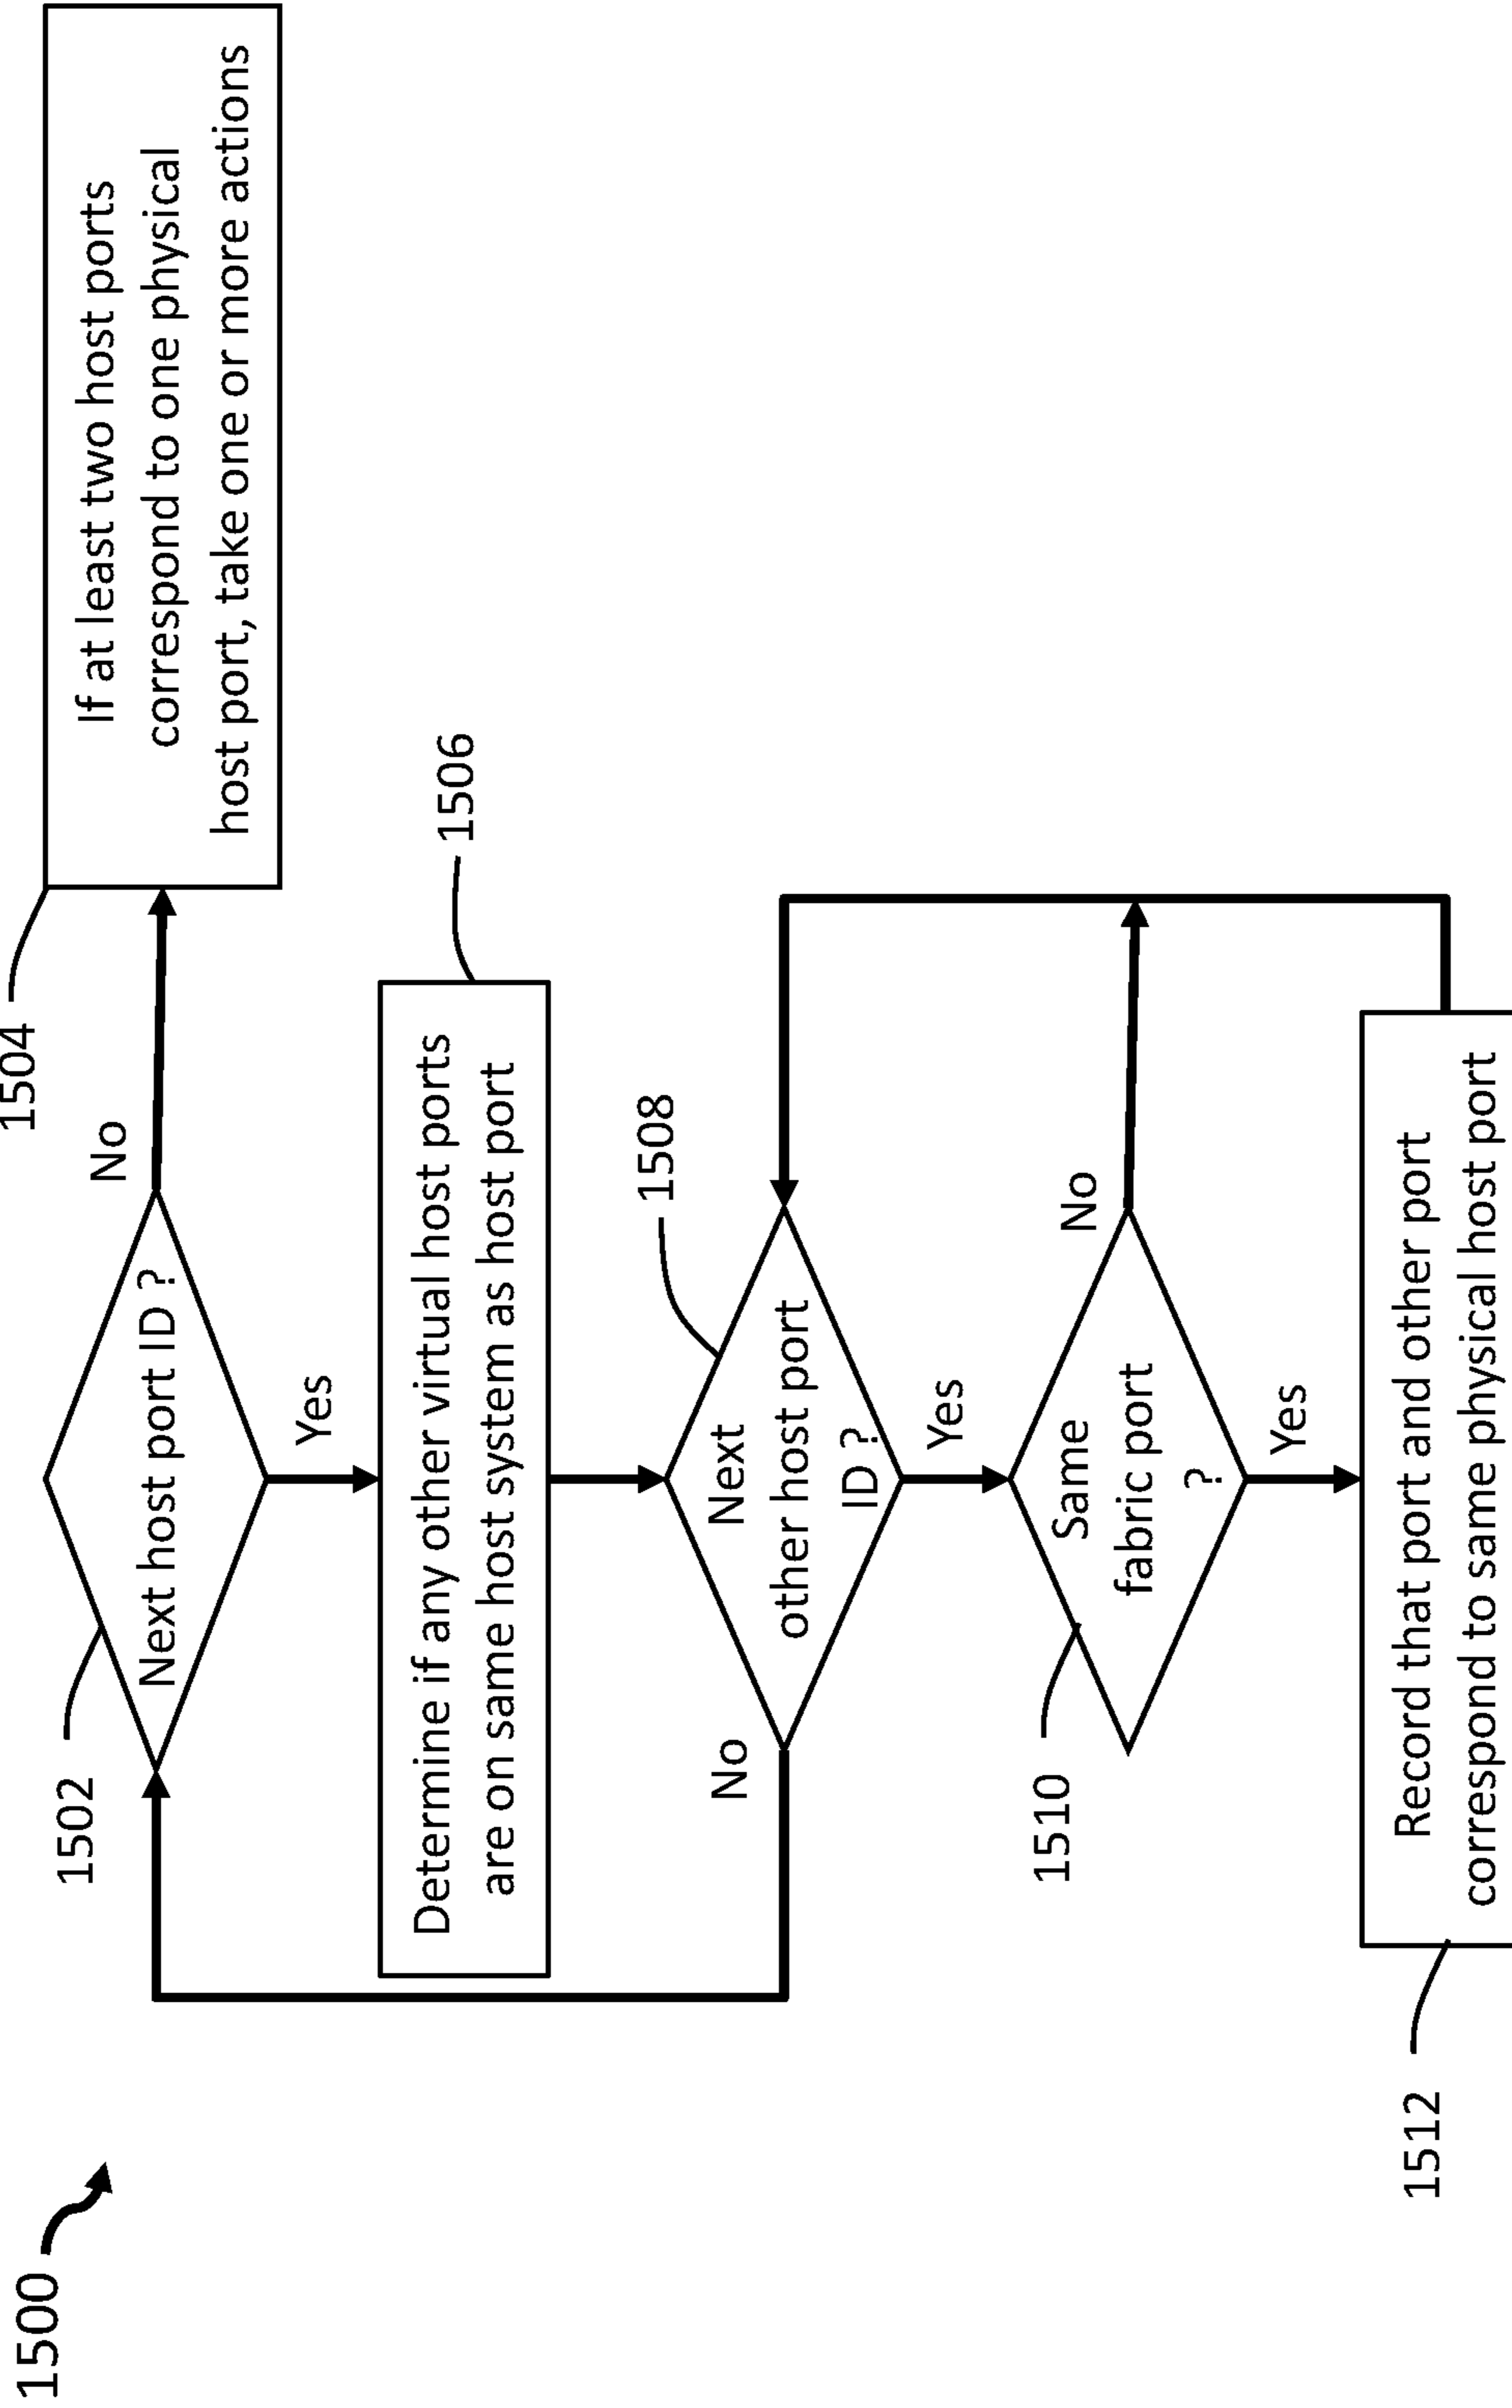 1500
1502
Next host port ID ?
No
1504
If at least two host ports
correspond to one physical
host port, take one or more actions
Yes
Determine if any other virtual host ports
are on same host system as host port
1506
No
Next
other host port
ID ?
1508
Yes
1510
Same
fabric port
?
No
Yes
1512
Record that port and other port
correspond to same physical host port